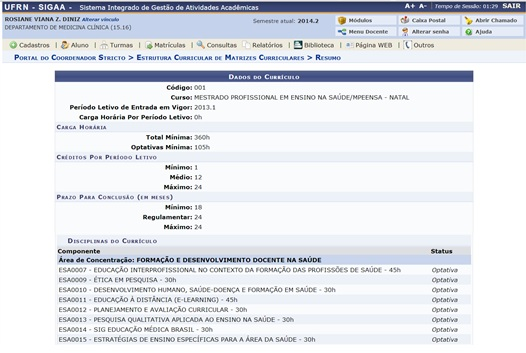 UFRN - SIGAA - Sistema Integrado de Gestão de Atividades Acadêmicas A+ A- | Tempo de Sessão: 01:29 SAIR
ROSIANE VIANA Z. DINIZ Alterar vínculo Semestre atual: 2014.2 Módulos Caixa Postal Abrir Chamado
DEPARTAMENTO DE MEDICINA CLÍNICA (15.16) Menu Docente Alterar senha Ajuda
Cadastros | Aluno | Turmas | Matrículas | Consultas Relatórios | Biblioteca | Página WEB | Outros
PORTAL DO COORDENADOR STRICTO > ESTRUTURA CURRICULAR DE MATRIZES CURRICULARES > RESUMO
DADOS DO CURRÍCULO
Código: 001
Curso: MESTRADO PROFISSIONAL EM ENSINO NA SAÚDE/MPEENSA - NATAL
Período Letivo de Entrada em Vigor: 2013.1
Carga Horária Por Período Letivo: 0h
CARGA HORÁRIA
Total Mínima: 360h
Optativas Mínima: 105h
CRÉDITOS POR PERÍODO LETIVO
Mínimo: 1
Médio: 12
Máximo: 24
PRAZO PARA CONCLUSÃO (EM MESES)
Mínimo: 18
Regulamentar: 24
Máximo: 24
DISCIPLINAS DO CURRÍCULO
Componente Status
Área de Concentração: FORMAÇÃO E DESENVOLVIMENTO DOCENTE NA SAÚDE
ESA0007 - EDUCAÇÃO INTERPROFISSIONAL NO CONTEXTO DA FORMAÇÃO DAS PROFISSÕES DE SAÚDE - 45h Optativa
ESA0009 - ÉTICA EM PESQUISA - 30h Optativa
ESA0010 - DESENVOLVIMENTO HUMANO, SAÚDE-DOENÇA E FORMAÇÃO EM SAÚDE - 30h Optativa
ESA0011 - EDUCAÇÃO À DISTÂNCIA (E-LEARNING) - 45h Optativa
ESA0012 - PLANEJAMENTO E AVALIAÇÃO CURRICULAR - 30h Optativa
ESA0013 - PESQUISA QUALITATIVA APLICADA AO ENSINO NA SAÚDE - 30h Optativa
ESA0014 - SIG EDUCAÇÃO MÉDICA BRASIL - 30h Optativa
ESA0015 - ESTRATÉGIAS DE ENSINO ESPECÍFICAS PARA A ÁREA DA SAÚDE - 30h Optativa